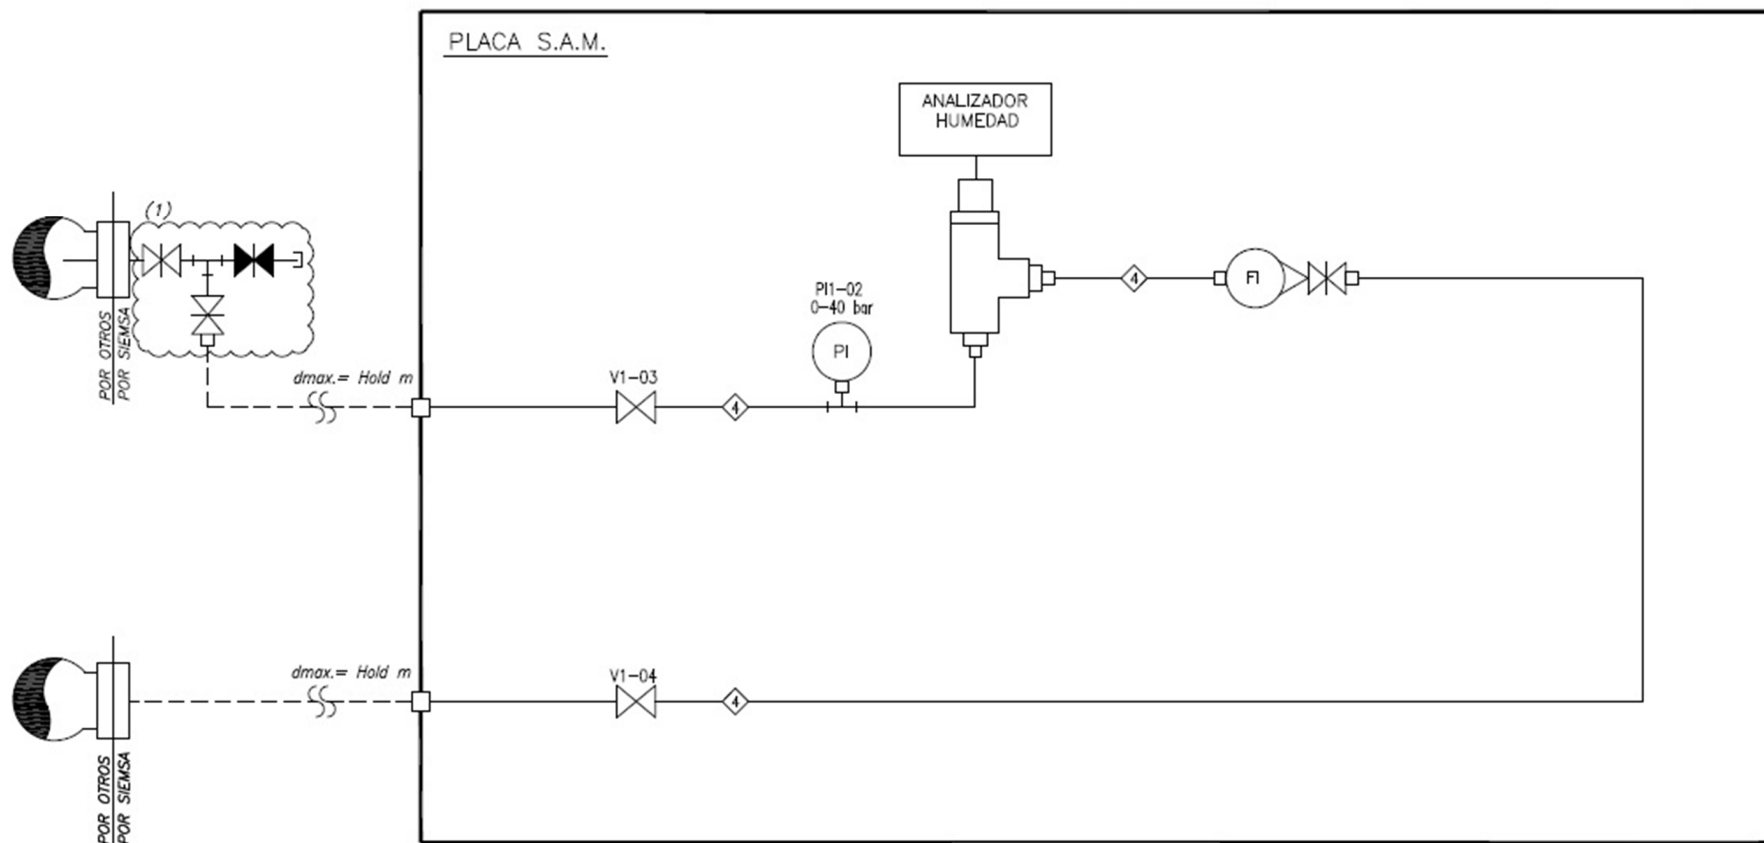 PLACA S.A.M.
ANALIZADOR
HUMEDAD
(1)
POR OTROS
POR SIEMSA
PI1-02
0-40 bar
PI
FI
4
dmax.= Hold m
V1-03
4
dmax.= Hold m
V1-04
4
POR OTROS
POR SIEMSA